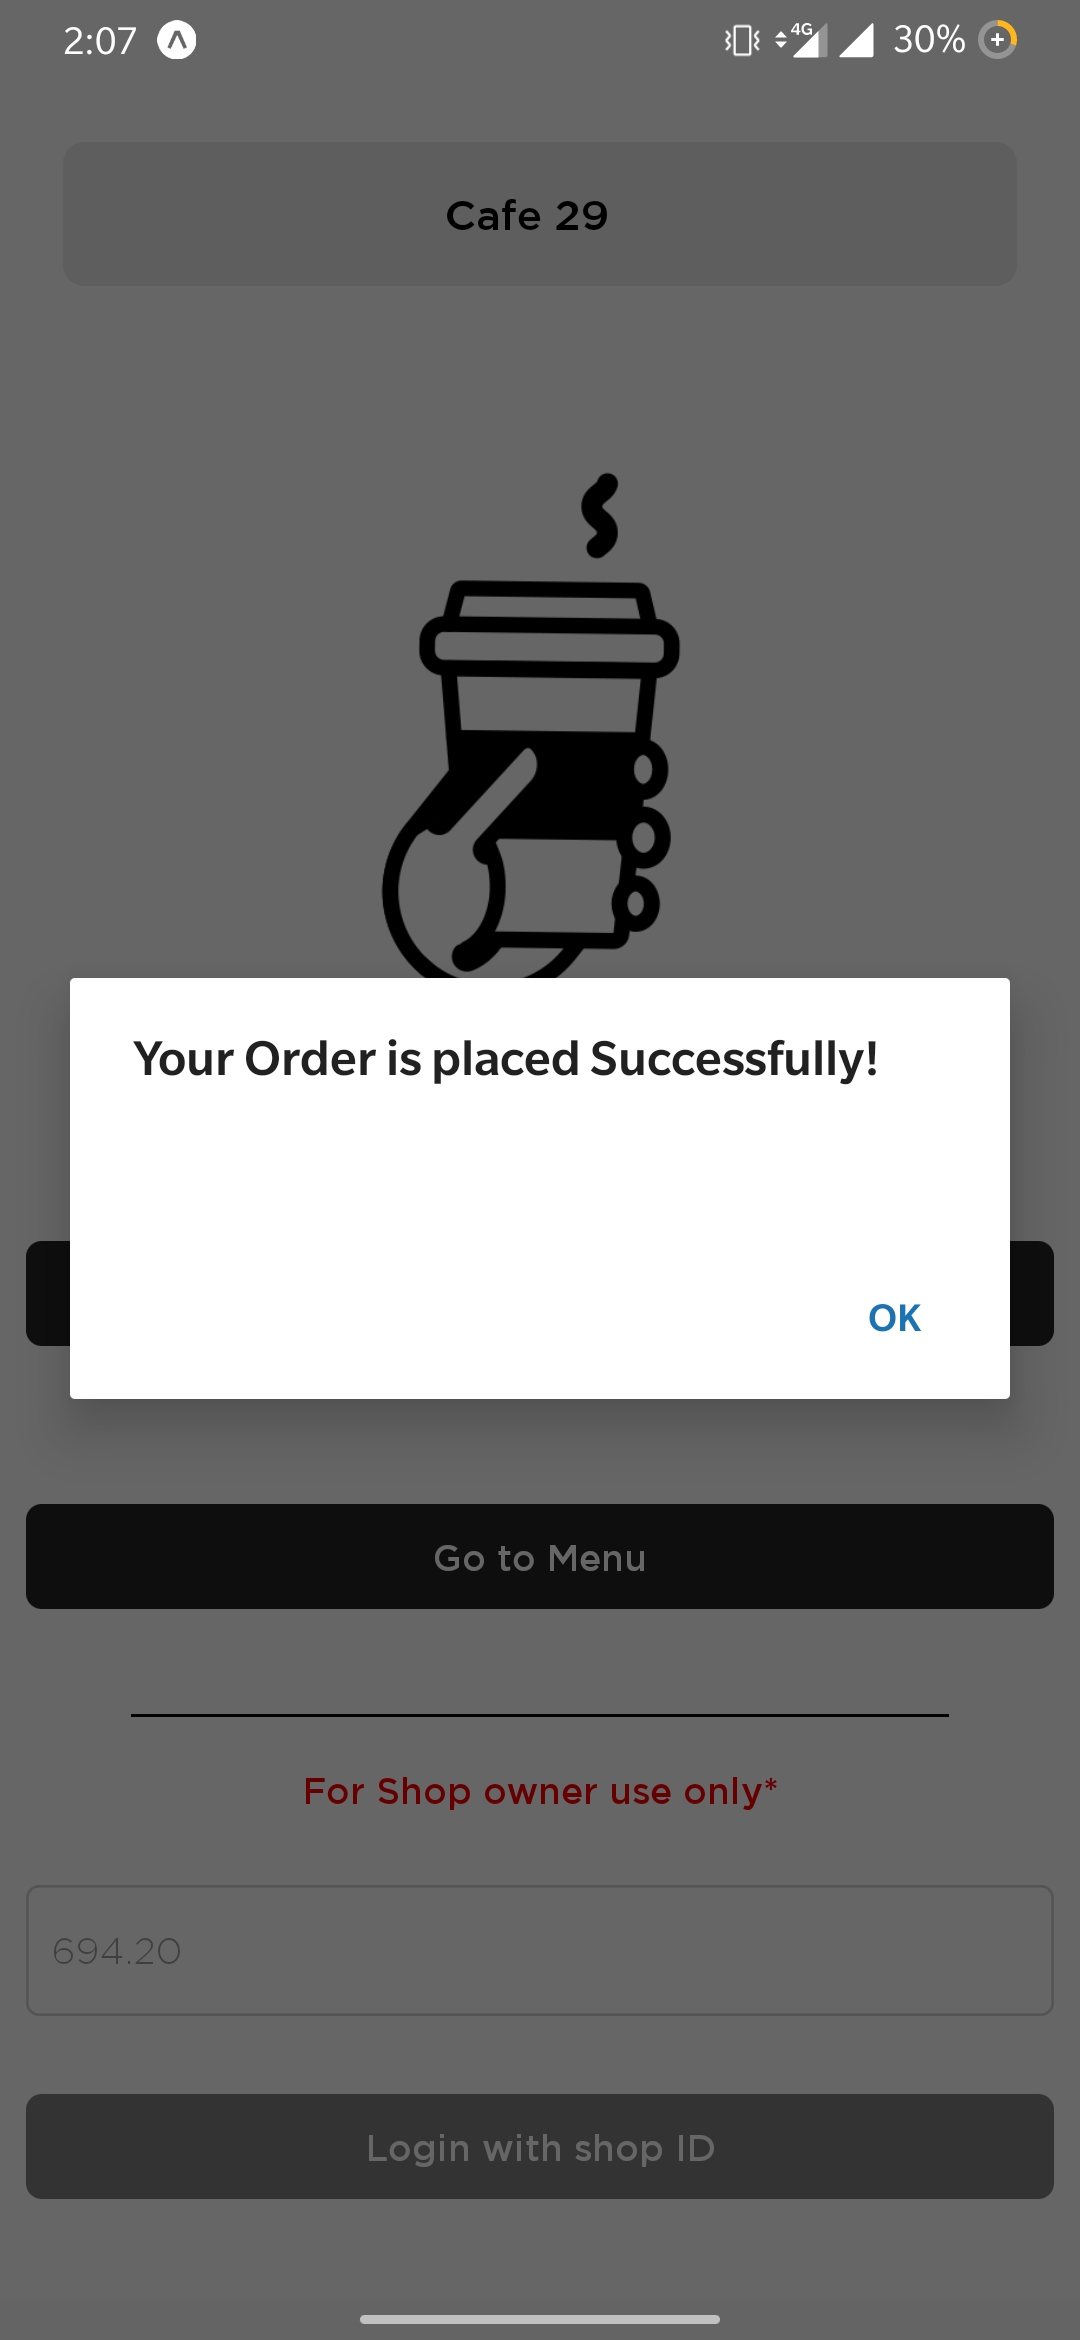 2:07
4G
30%
Cafe 29
Your Order is placed Successfully!
OK
Go to Menu
For Shop owner use only*
694.20
Login with shop ID